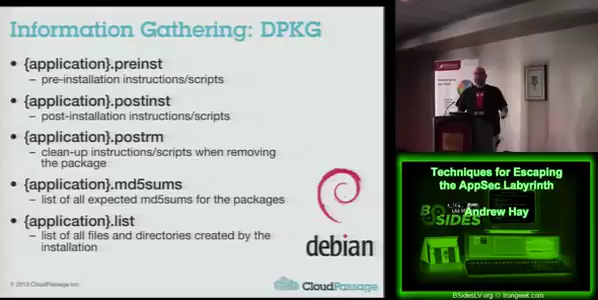 Information Gathering: DPKG
• {application}.preinst
– pre-installation instructions/scripts
• {application}.postinst
– post-installation instructions/scripts
• {application}.postrm
– clean-up instructions/scripts when removing
the package
• {application}.md5sums
– list of all expected md5sums for the packages
• {application}.list
– list of all files and directories created by the
installation
debian
© 2013 CloudPassage Inc.
CloudPassage
Techniques for Escaping
the AppSec Labyrinth
BSIDES
LAS VEGAS
Andrew Hay
BSidesLV.org © Irongeek.com